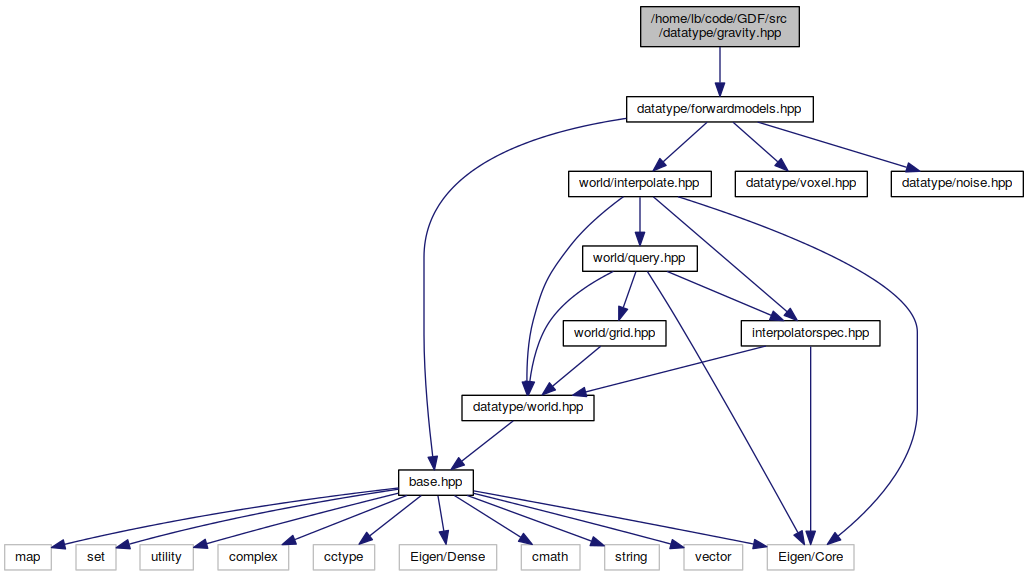 /home/lb/code/GDF/src
/datatype/gravity.hpp
datatype/forwardmodels.hpp
world/interpolate.hpp
datatype/voxel.hpp
datatype/noise.hpp
world/query.hpp
world/grid.hpp
interpolatorspec.hpp
datatype/world.hpp
base.hpp
map
set
utility
complex
cctype
Eigen/Dense
cmath
string
vector
Eigen/Core